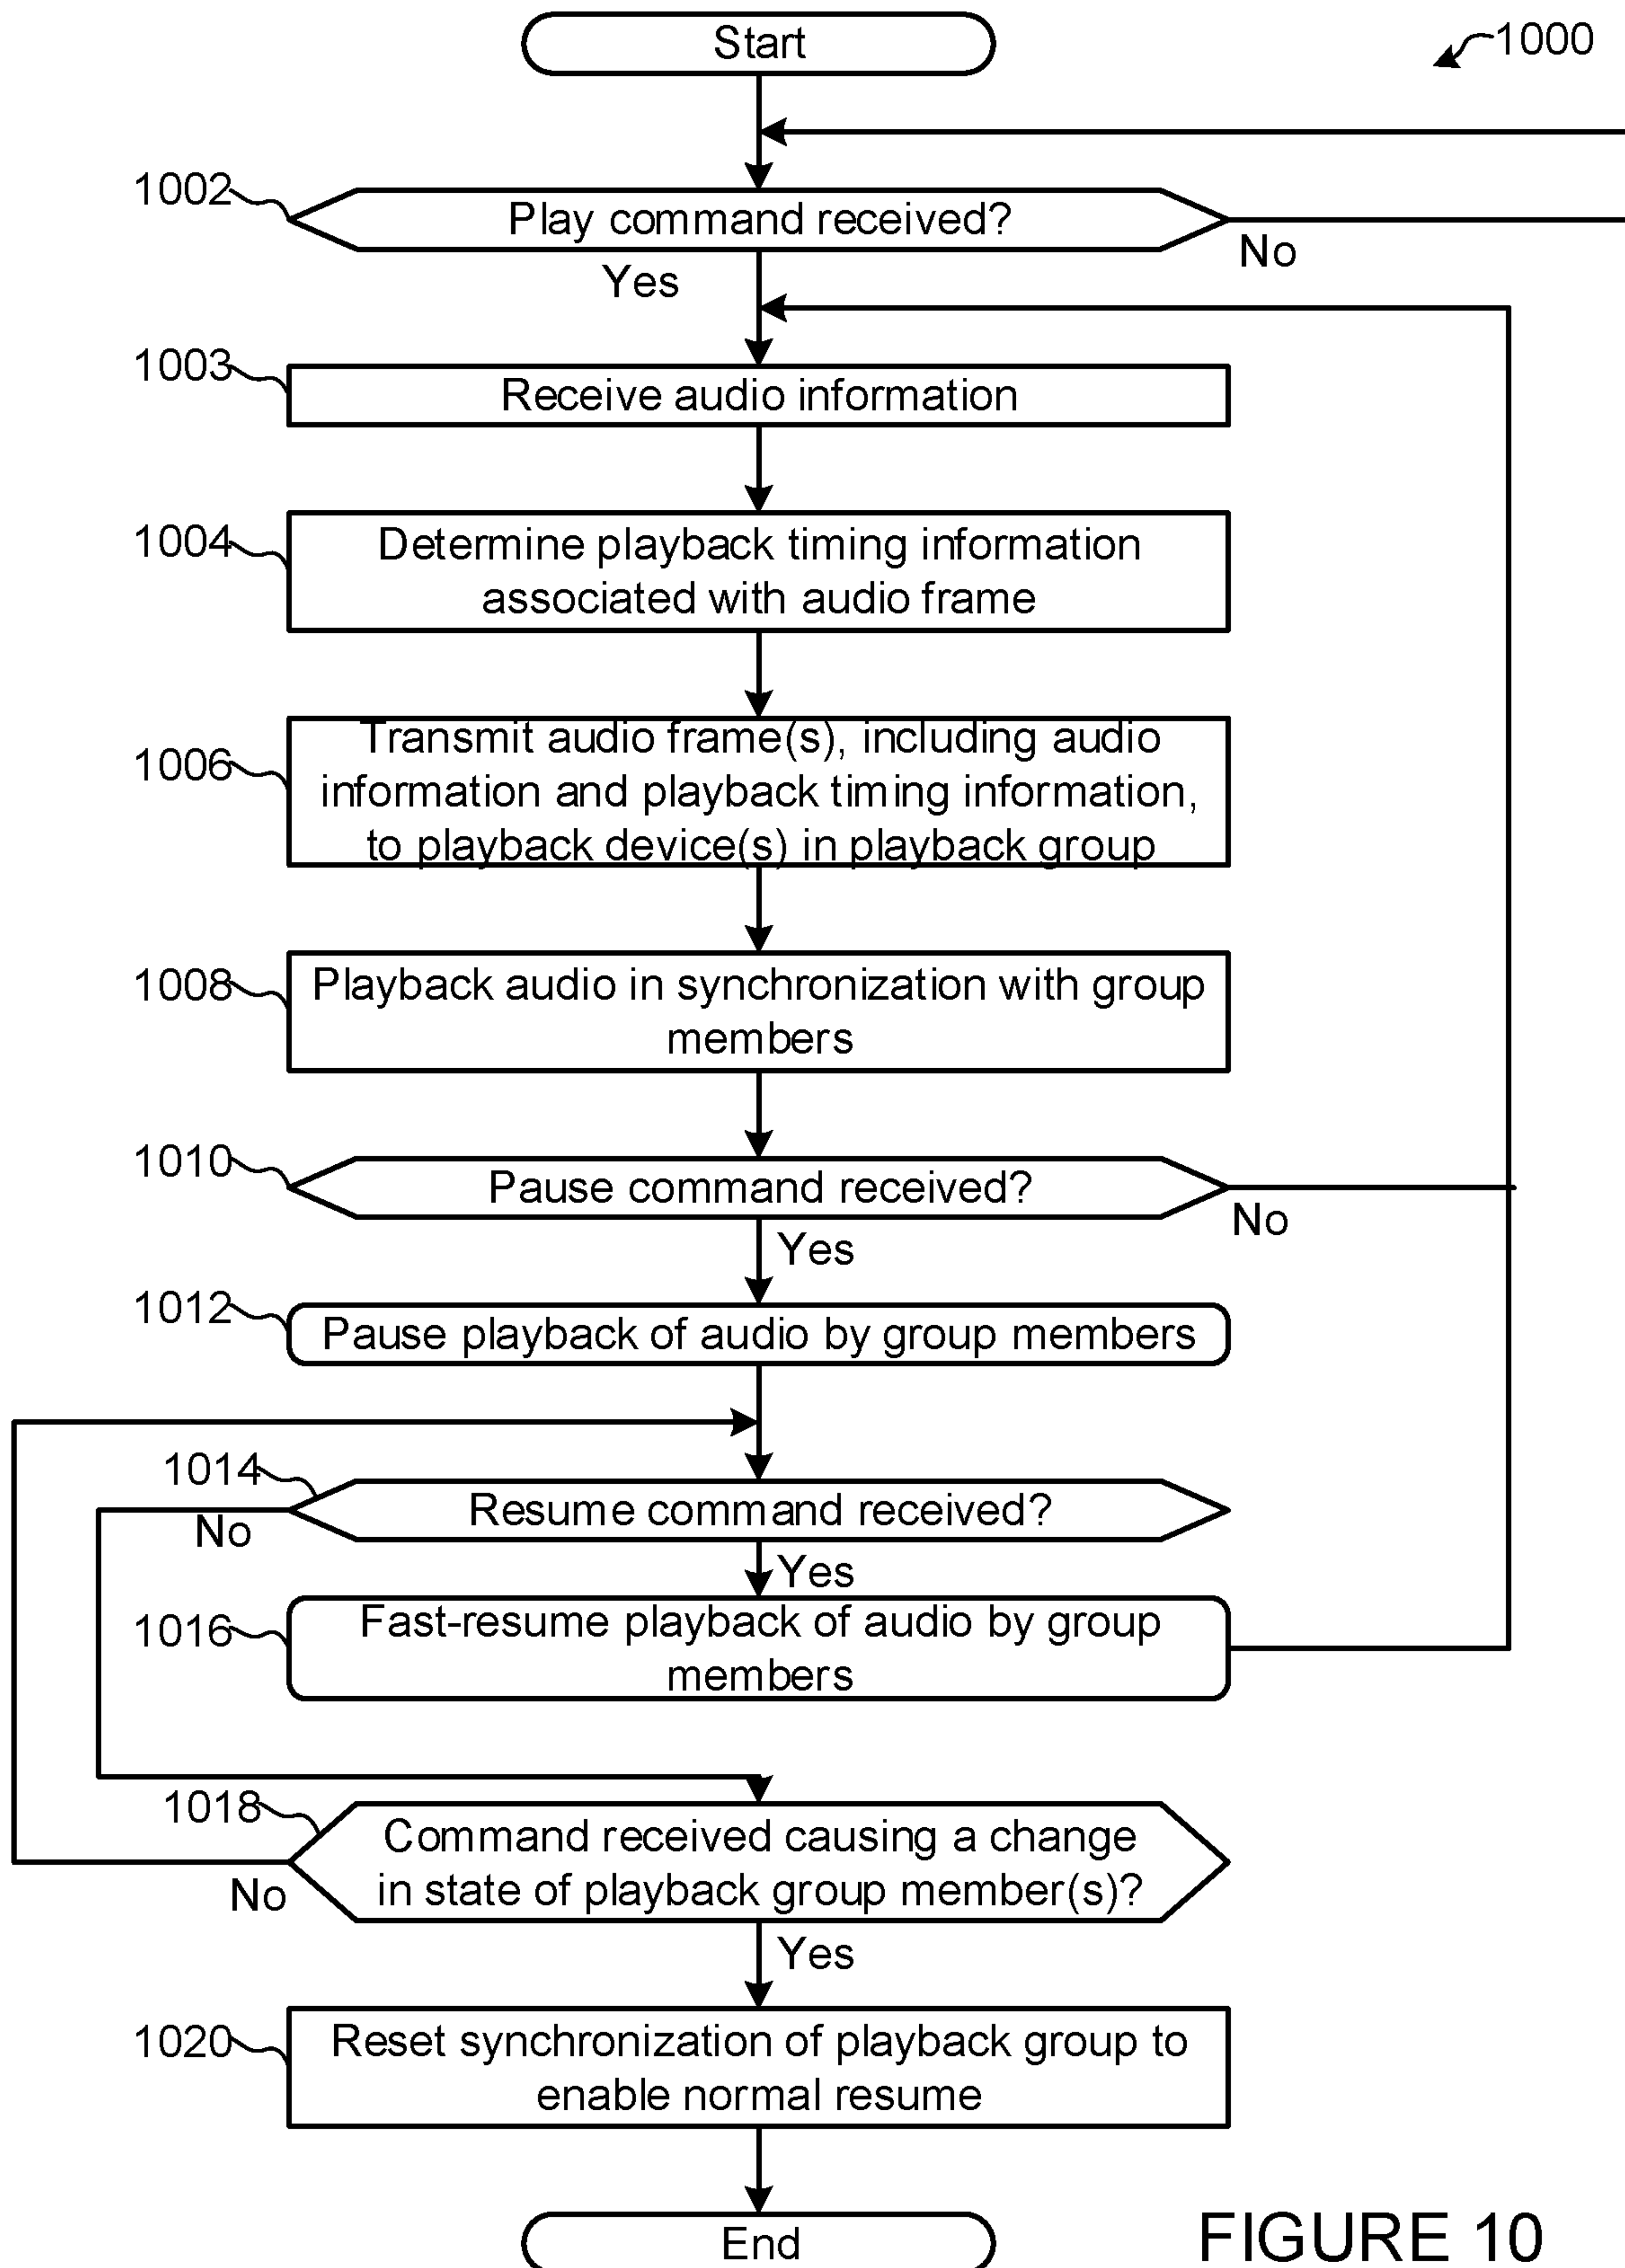 Start
1000
1002
Play command received?
No
Yes
1003
Receive audio information
1004
Determine playback timing information
associated with audio frame
1006
Transmit audio frame(s), including audio
information and playback timing information,
to playback device(s) in playback group
1008
Playback audio in synchronization with group
members
1010
Pause command received?
No
Yes
1012
Pause playback of audio by group members
1014
Resume command received?
No
Yes
1016
Fast-resume playback of audio by group
members
1018
Command received causing a change
in state of playback group member(s)?
No
Yes
1020
Reset synchronization of playback group to
enable normal resume
End
FIGURE 10